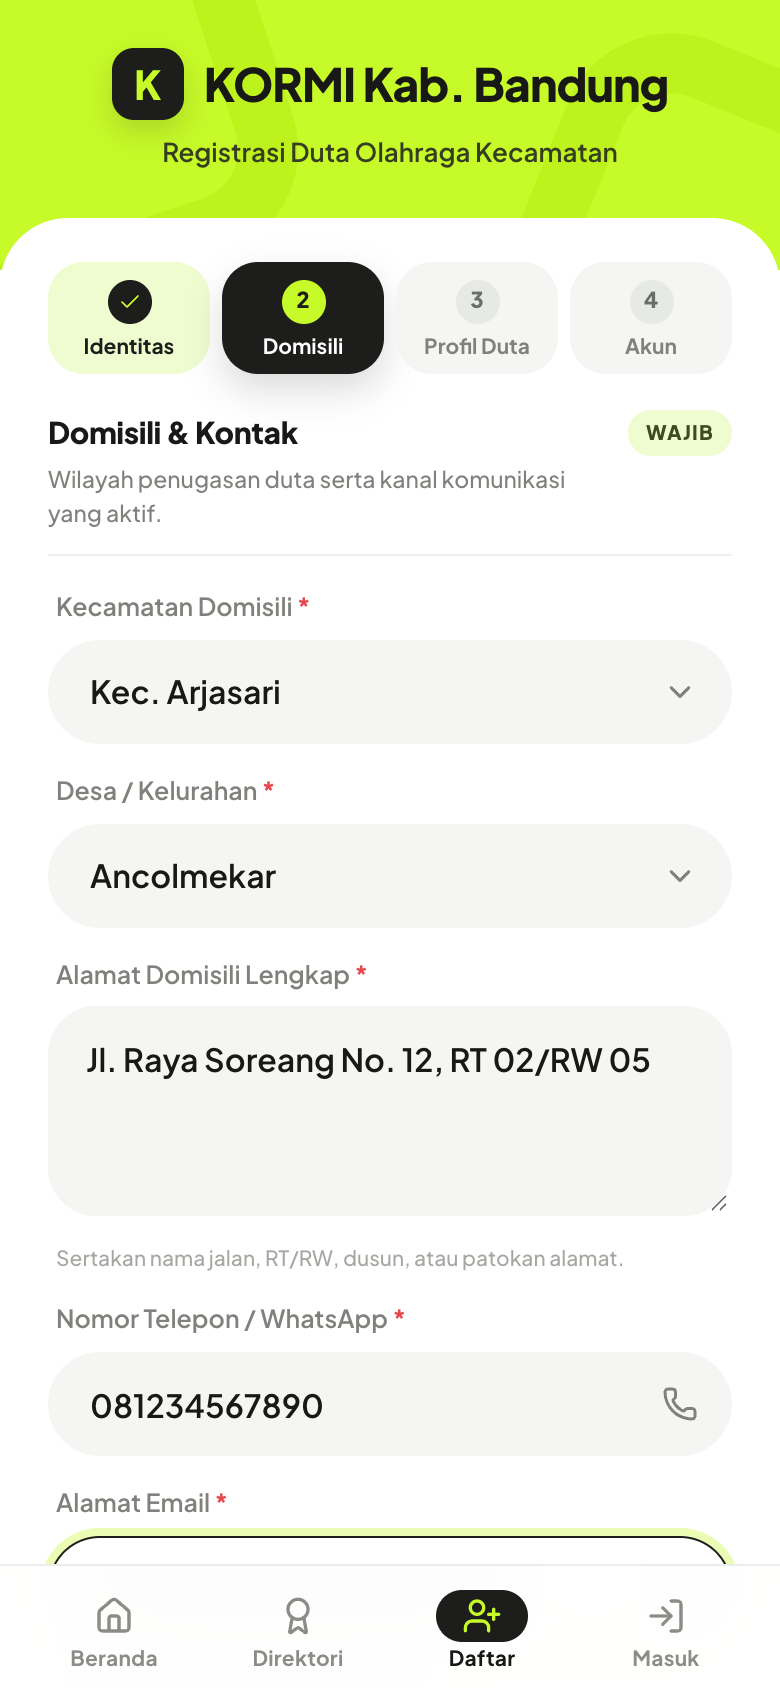 K KORMI Kab. Bandung
Registrasi Duta Olahraga Kecamatan
2 3 4
Identitas Domisili Profil Duta Akun
Domisili & Kontak WAJIB
Wilayah penugasan duta serta kanal komunikasi
yang aktif.
Kecamatan Domisili *
Kec. Arjasari
Desa / Kelurahan *
Ancolmekar
Alamat Domisili Lengkap *
Jl. Raya Soreang No. 12, RT 02/RW 05
Sertakan nama jalan, RT/RW, dusun, atau patokan alamat.
Nomor Telepon / WhatsApp *
081234567890
Alamat Email *
Beranda Direktori Daftar Masuk